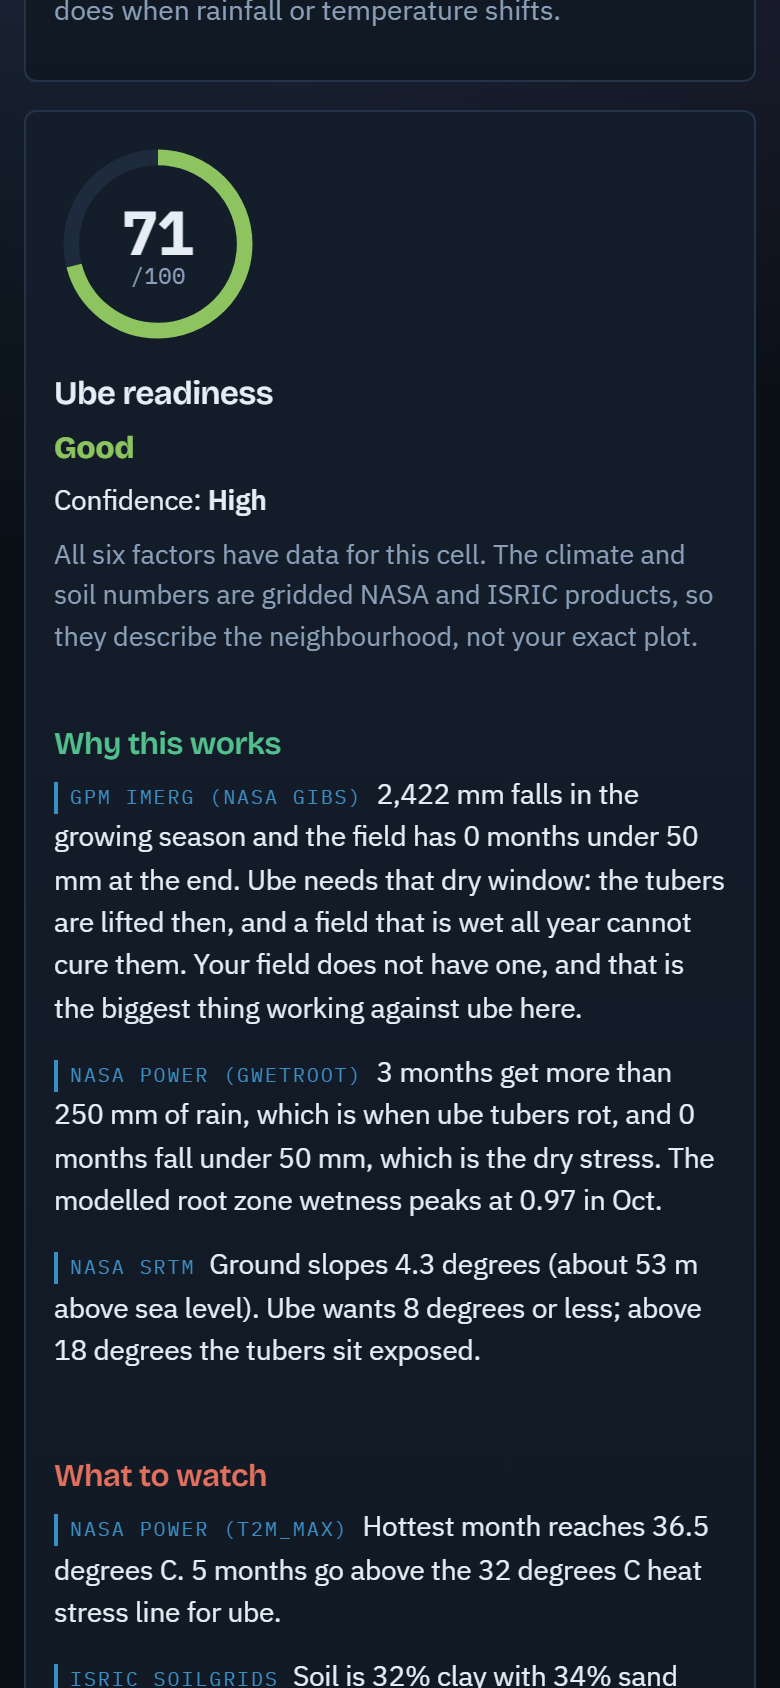 does when rainfall or temperature shifts.
71
/100
Ube readiness
Good
Confidence: High
All six factors have data for this cell. The climate and
soil numbers are gridded NASA and ISRIC products, so
they describe the neighbourhood, not your exact plot.
Why this works
GPM IMERG (NASA GIBS) 2,422 mm falls in the
growing season and the field has 0 months under 50
mm at the end. Ube needs that dry window: the tubers
are lifted then, and a field that is wet all year cannot
cure them. Your field does not have one, and that is
the biggest thing working against ube here.
NASA POWER (GWETROOT) 3 months get more than
250 mm of rain, which is when ube tubers rot, and 0
months fall under 50 mm, which is the dry stress. The
modelled root zone wetness peaks at 0.97 in Oct.
NASA SRTM Ground slopes 4.3 degrees (about 53 m
above sea level). Ube wants 8 degrees or less; above
18 degrees the tubers sit exposed.
What to watch
NASA POWER (T2M_MAX) Hottest month reaches 36.5
degrees C. 5 months go above the 32 degrees C heat
stress line for ube.
ISRIC SOILGRIDS Soil is 32% clay with 34% sand